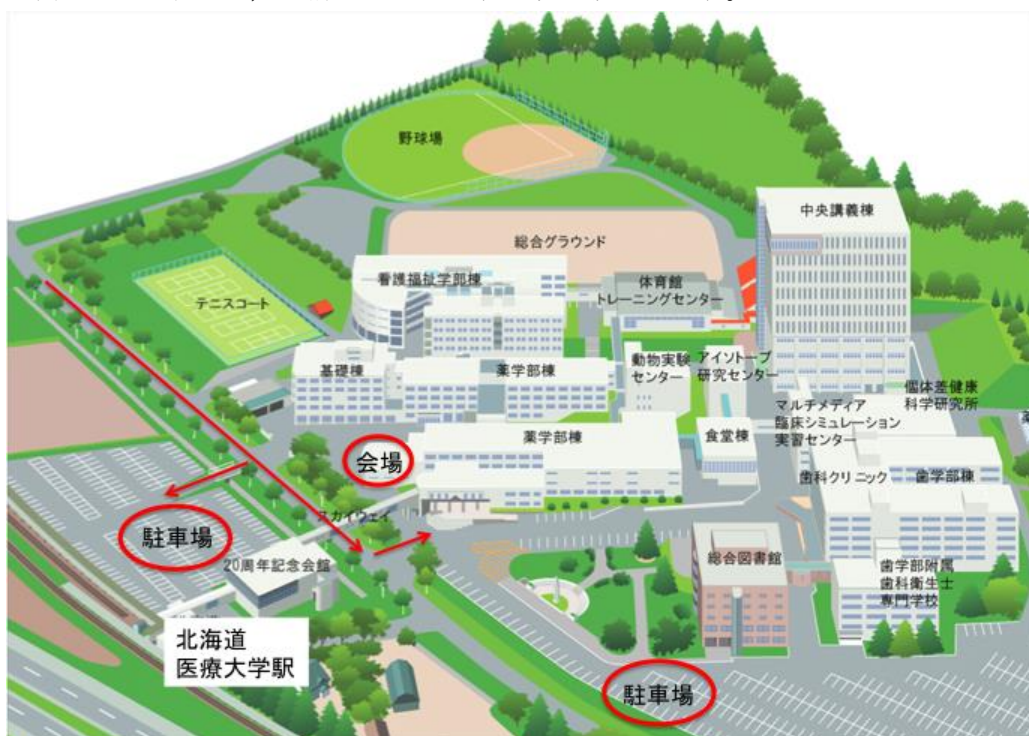 野球場
中央講義棟
総合グラウンド
看護福祉学部棟
体育館
トレーニングセンター
テニスコート
基礎棟
薬学部棟
動物実験
センター
アイソトープ
研究センター
個体差健康
科学研究所
マルチメディア
臨床シミュレーション
実習センター
薬学部棟
食堂棟
会場
歯科クリニック
歯学部棟
スカイウェイ
駐車場
20周年記念会館
総合図書館
歯学部附属
歯科衛生士
専門学校
北海道
医療大学駅
駐車場